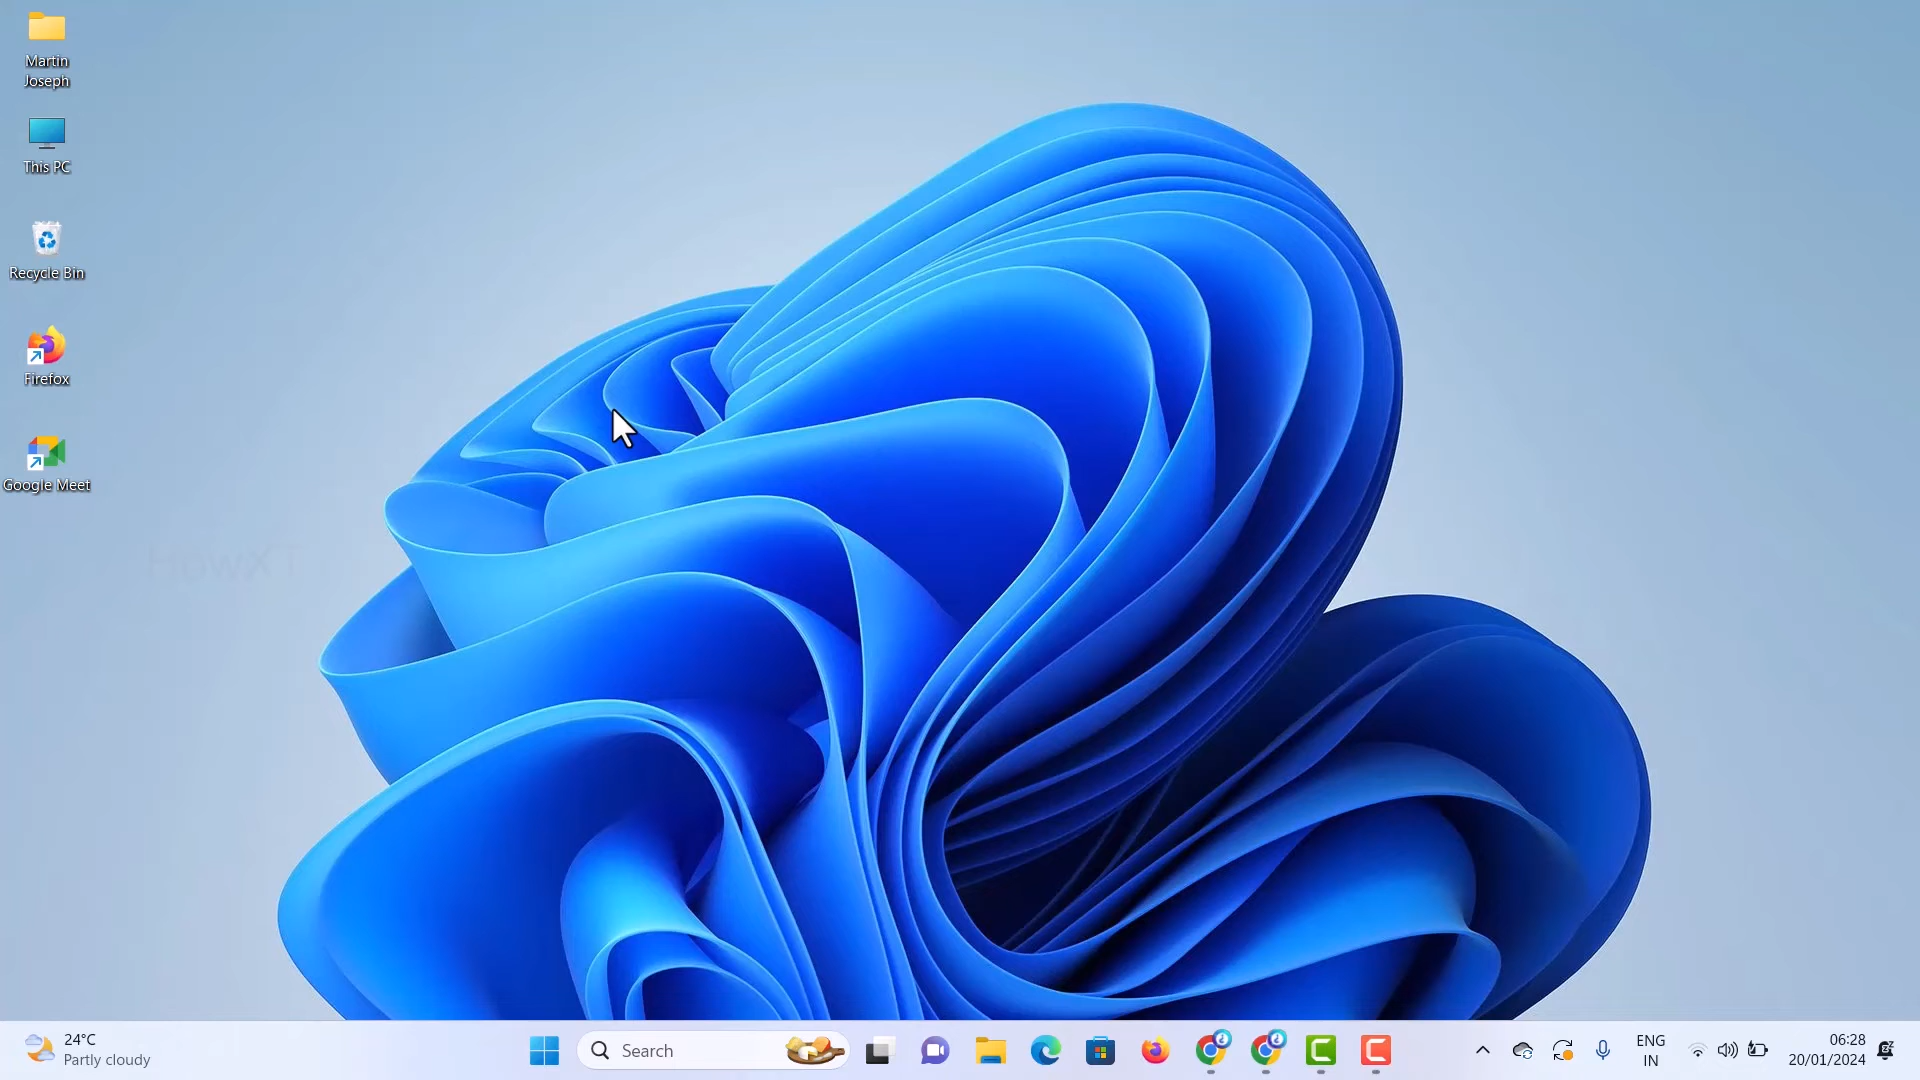 Martin
Joseph
This PC
Recycle Bin
Firefox
Google Meet
HowXT
24°C
Partly cloudy
Search
ENG
IN
06:28
20/01/2024